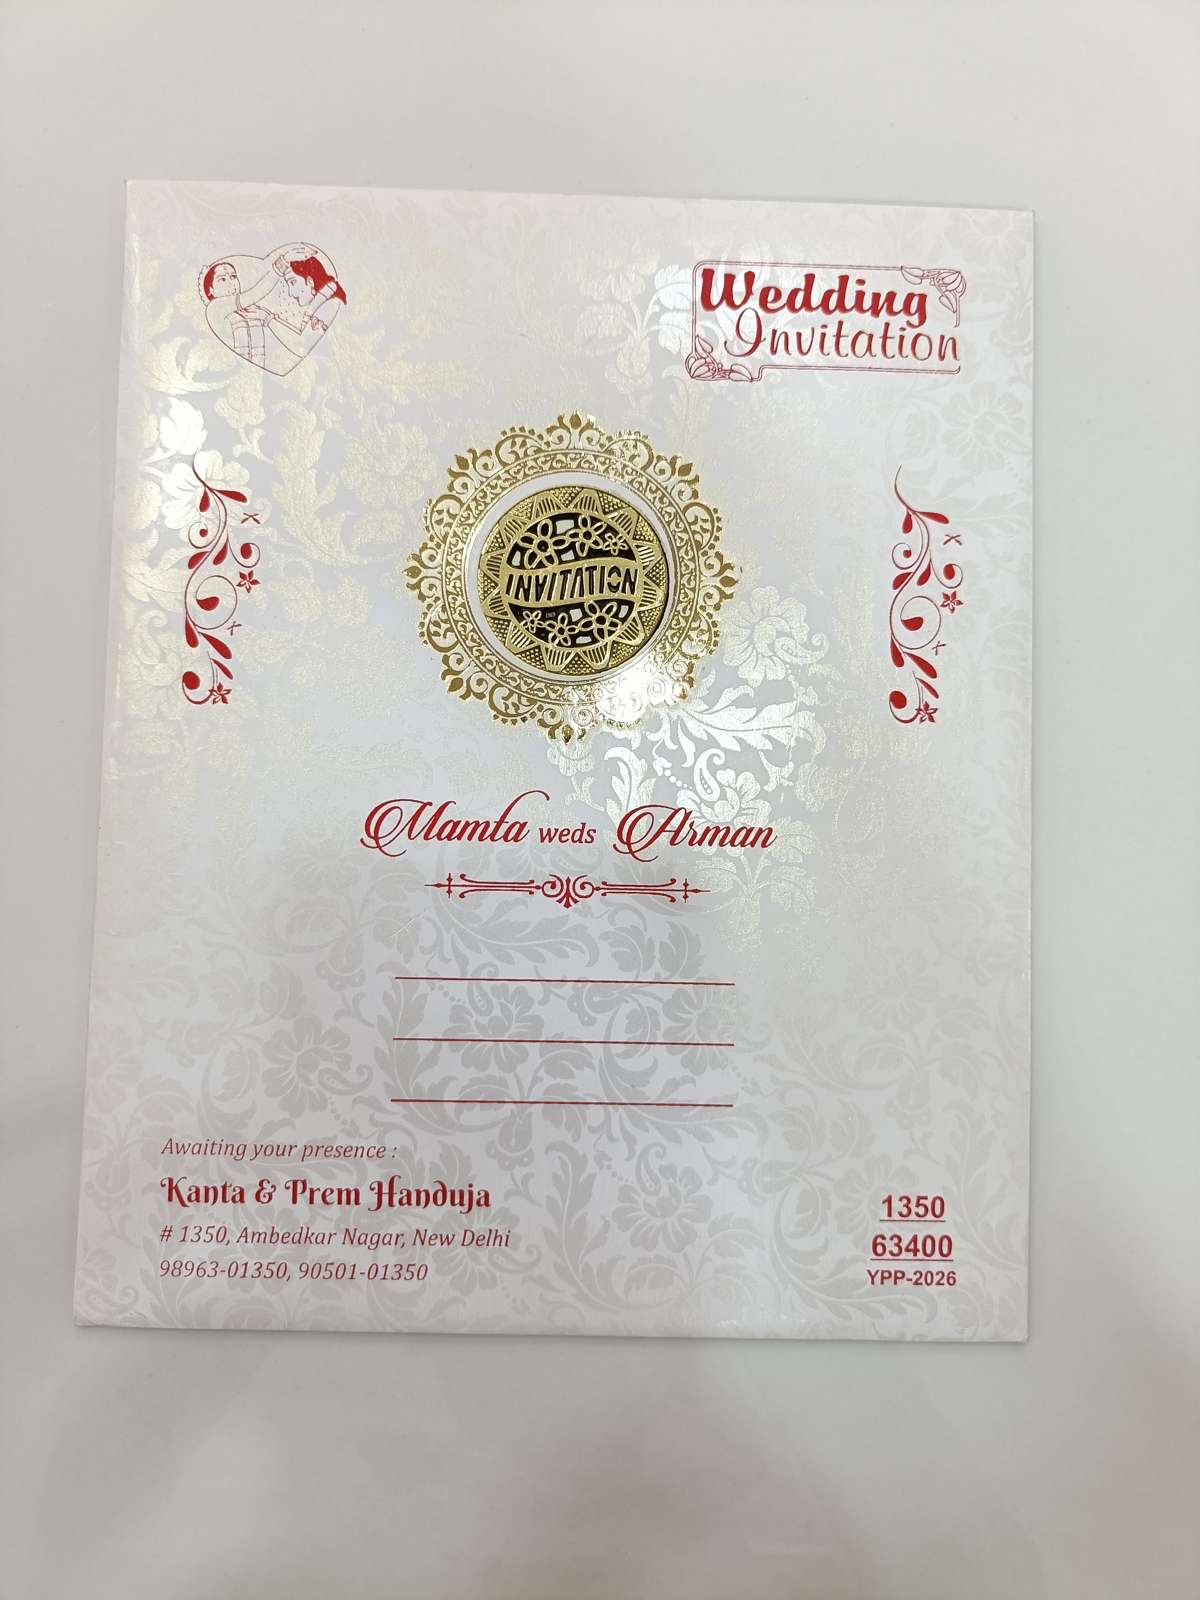 Wedding
Invitation
INVITATION
Mamta weds Arman
Awaiting your presence :
Kanta & Prem Handuja
# 1350, Ambedkar Nagar, New Delhi
98963-01350, 90501-01350
1350
63400
YPP-2026